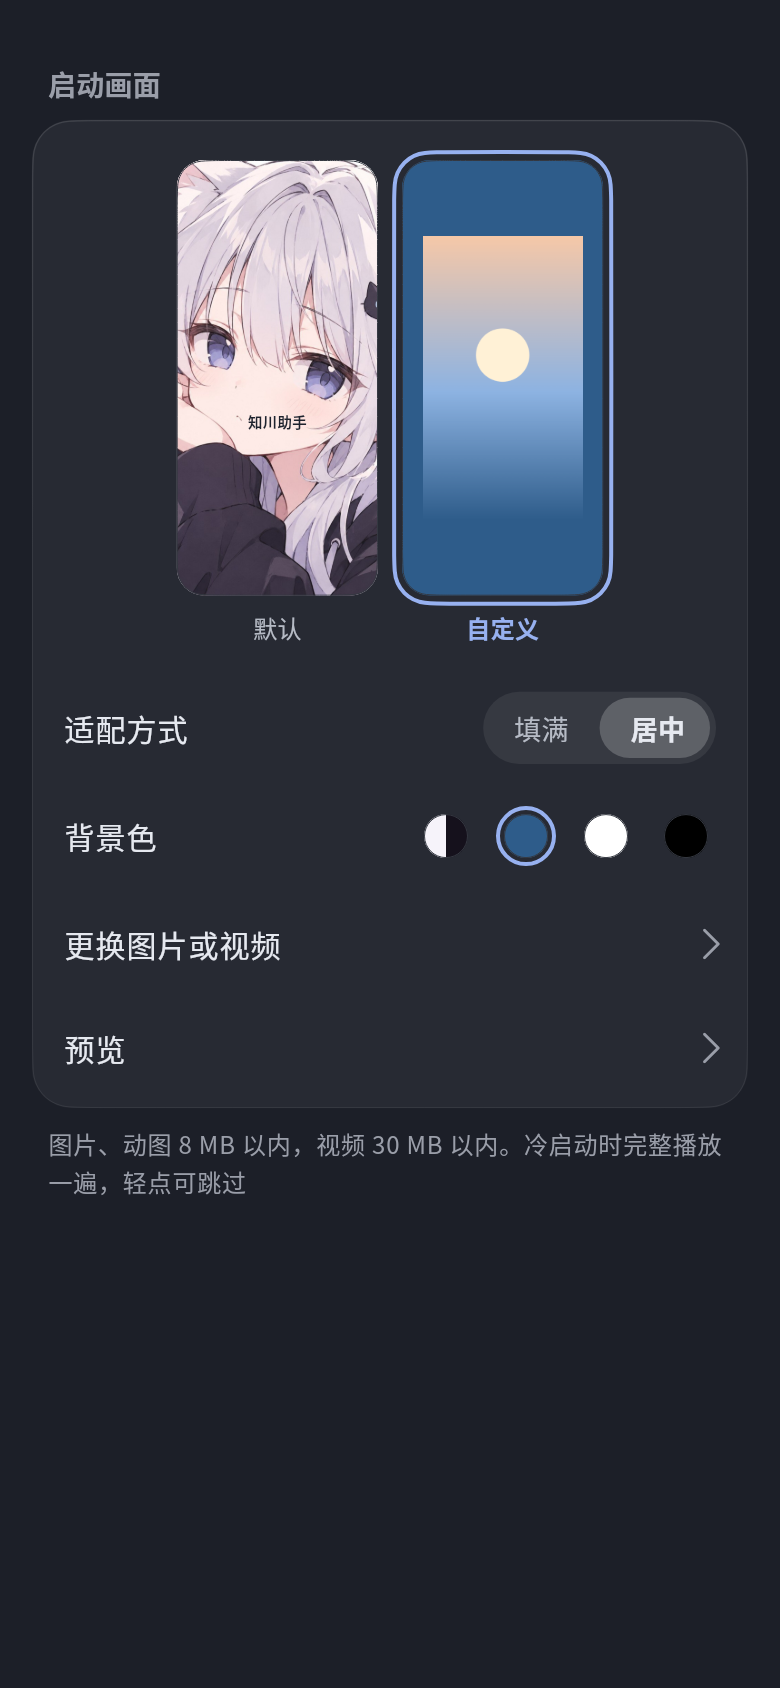 启动画面
知川助手
默认
自定义
适配方式
填满
居中
背景色
更换图片或视频
预览
图片、动图 8 MB 以内，视频 30 MB 以内。冷启动时完整播放
一遍，轻点可跳过